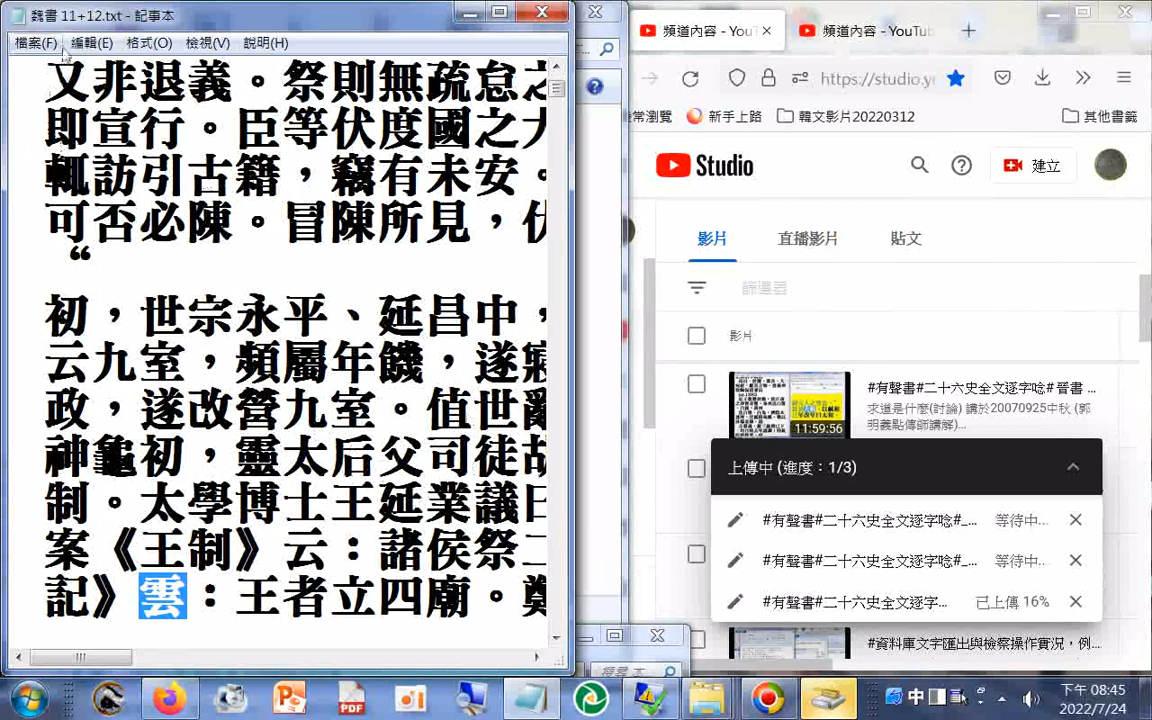 魏書 11+12.txt - 記事本
檔案(F) 編輯(E) 格式(O) 檢視(V) 說明(H)
又非退義。祭則無疏怠之
即宣行。臣等伏度國之大
輒訪引古籍，竊有未安。
可否必陳。冒陳所見，伏
“
初，世宗永平、延昌中，
云九室，頻屬年饑，遂寢
政，遂改營九室。值世亂
神龜初，靈太后父司徒胡
制。太學博士王延業議曰
案《王制》云：諸侯祭二
記》雲：王者立四廟。鄭
搜尋 本
頻道內容 - You
頻道內容 - YouTub
https://studio.y
常瀏覽 新手上路 韓文影片20220312 其他書籤
Studio
建立
影片 直播影片 貼文
篩選器
影片
11:59:56
#有聲書#二十六史全文逐字唸# 晉書 ...
求道是什麼(討論) 講於20070925中秋 (郭
明義點傳師講解)...
上傳中 (進度：1/3)
#有聲書#二十六史全文逐字唸#_... 等待中...
#有聲書#二十六史全文逐字唸#_... 等待中...
#有聲書#二十六史全文逐字... 已上傳 16%
#資料庫文字匯出與檢察操作實況，例...
PDF
中
下午 08:45
2022/7/24